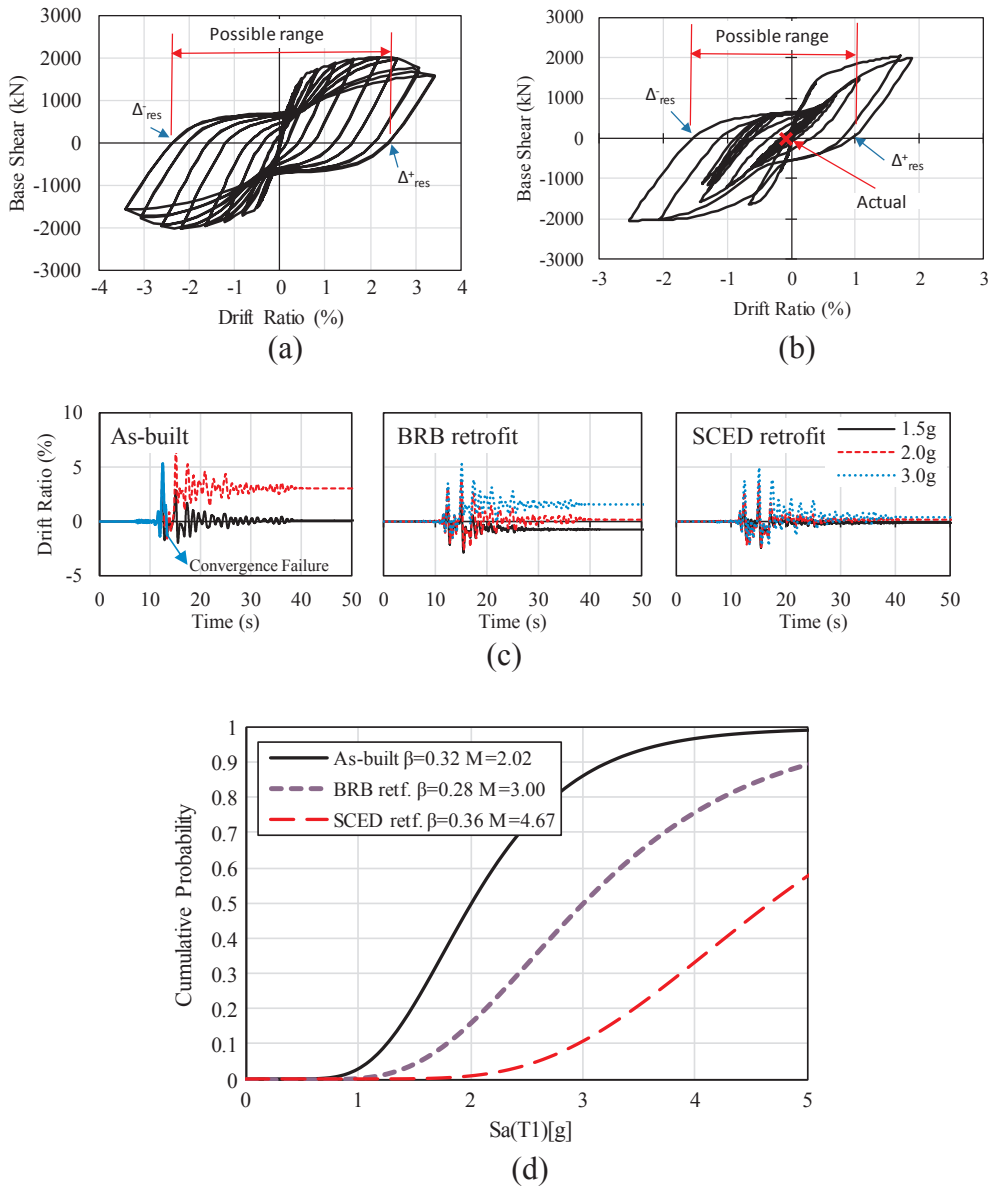 3000
2000
1000
0
-1000
-2000
-3000
Base Shear (kN)
Possible range
Δ-res
Δ+res
-4 -3 -2 -1 0 1 2 3 4
Drift Ratio (%)
(a)
3000
2000
1000
0
-1000
-2000
-3000
Base Shear (kN)
Possible range
Δ-res
Δ+res
Actual
-3 -2 -1 0 1 2 3
Drift Ratio (%)
(b)
10
5
0
-5
Drift Ratio (%)
As-built
Convergence Failure
0 10 20 30 40 50
Time (s)
BRB retrofit
0 10 20 30 40 50
Time (s)
SCED retrofit
1.5g
2.0g
3.0g
0 10 20 30 40 50
Time (s)
(c)
1
0.9
0.8
0.7
0.6
0.5
0.4
0.3
0.2
0.1
0
Cumulative Probability
As-built β=0.32 M=2.02
BRB retf. β=0.28 M=3.00
SCED retf. β=0.36 M=4.67
0 1 2 3 4 5
Sa(T1)[g]
(d)